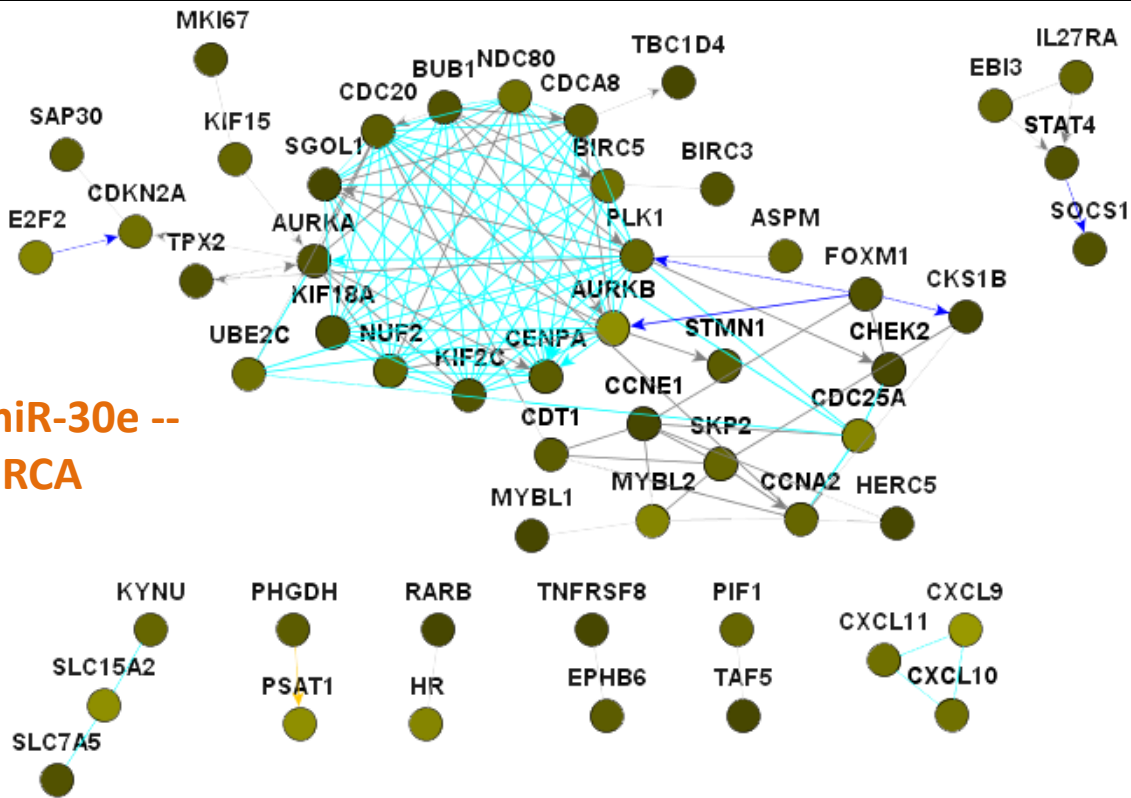 MKI67
IL27RA
TBC1D4
NDC80
BUB1
CDCA8
EBI3
CDC20
SAP30
KIF15
STAT4
SGOL1
BIRC5
BIRC3
CDKN2A
SOCS1
E2F2
AURKA
PLK1
ASPM
TPX2
FOXM1
CKS1B
KIF18A
AURKB
UBE2C
NUF2
CENPA
STMN1
CHEK2
KIF2C
CCNE1
CDC25A
miR-30e --
CDT1
SKP2
RCA
MYBL1
MYBL2
CCNA2
HERC5
KYNU
PHGDH
RARB
TNFRSF8
PIF1
CXCL9
CXCL11
SLC15A2
PSAT1
HR
EPHB6
TAF5
CXCL10
SLC7A5